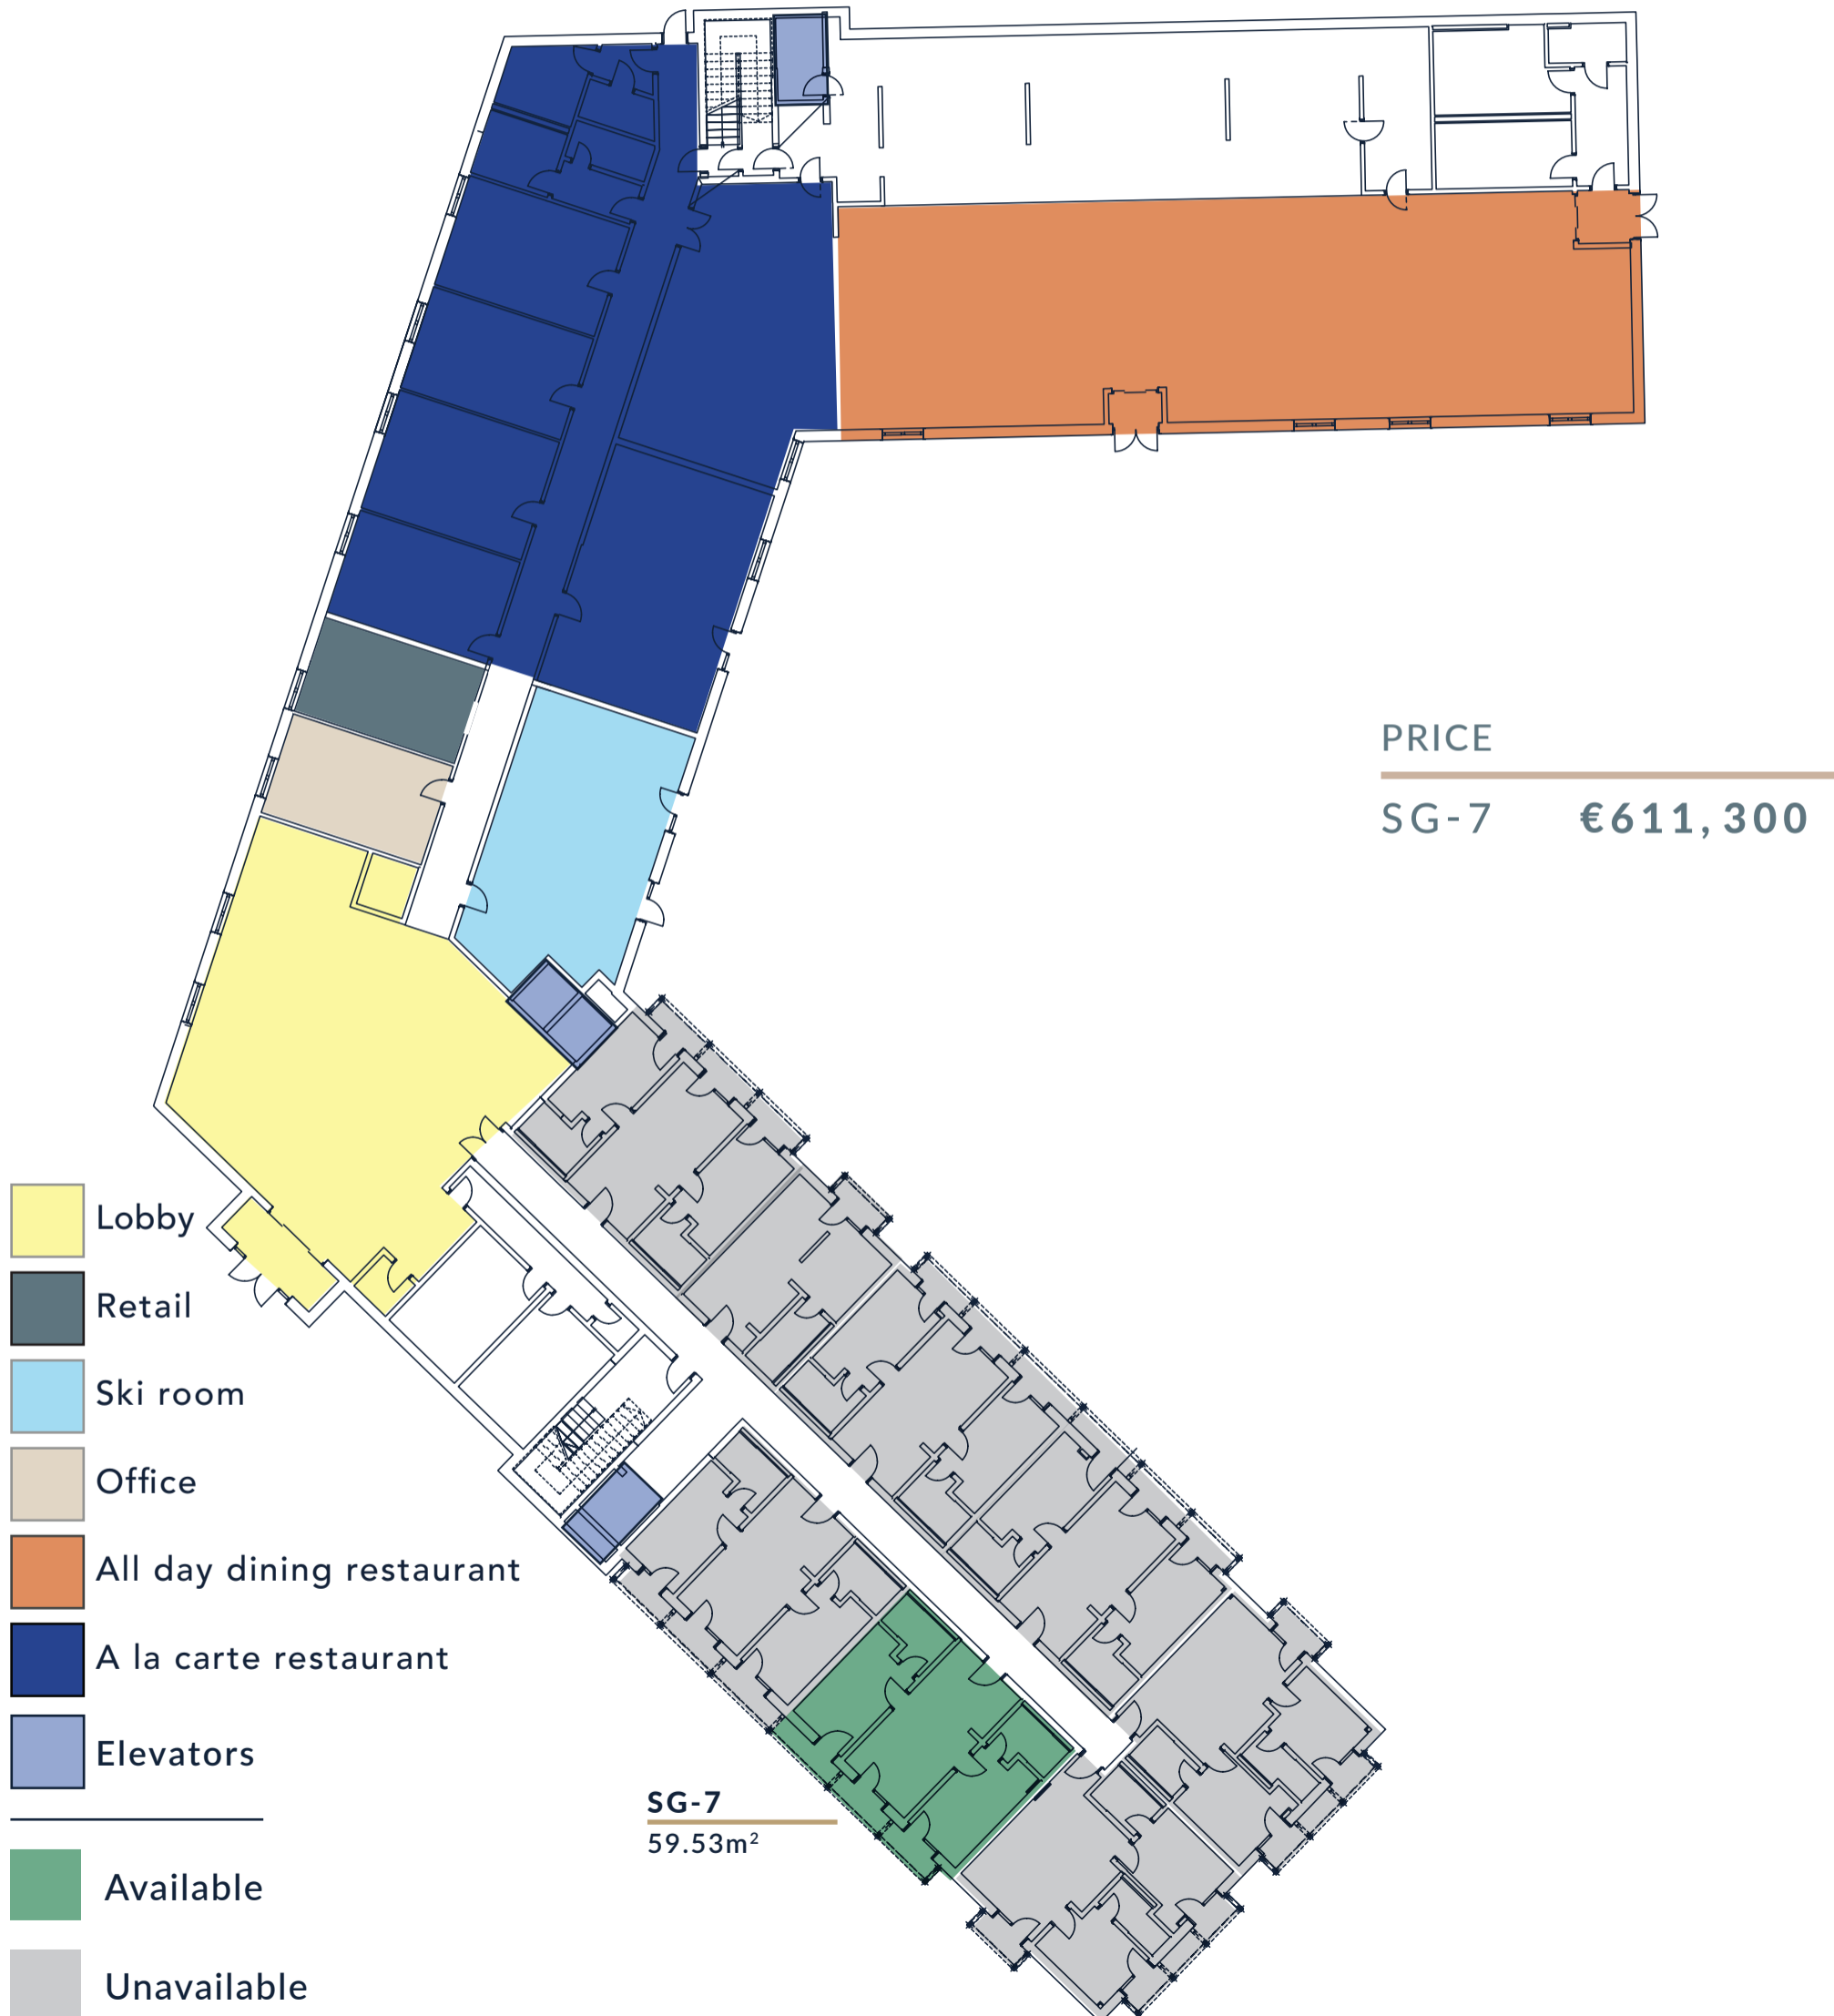 PRICE
SG-7 €611,300
Lobby
Retail
Ski room
Office
All day dining restaurant
A la carte restaurant
Elevators
SG-7
59.53m²
Available
Unavailable